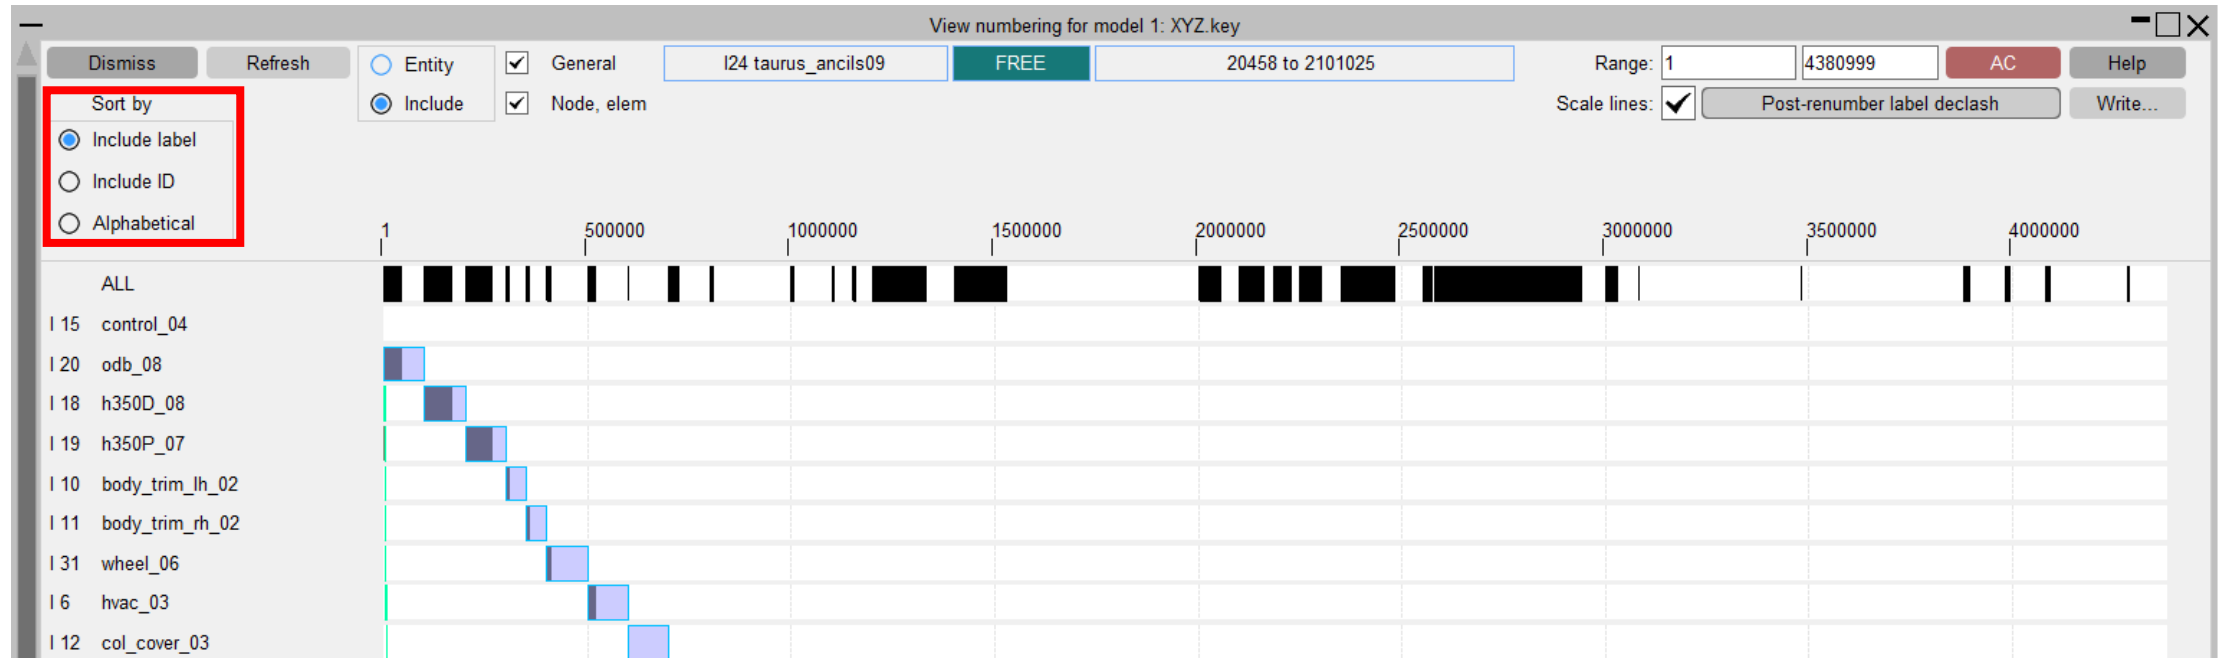 View numbering for model 1: XYZ.key
Dismiss Refresh Entity General I24 taurus_ancils09 FREE 20458 to 2101025 Range: 1 4380999 AC Help
Sort by Include Node, elem Scale lines: Post-renumber label declash Write...
Include label
Include ID
Alphabetical
1 500000 1000000 1500000 2000000 2500000 3000000 3500000 4000000
ALL
I 15 control_04
I 20 odb_08
I 18 h350D_08
I 19 h350P_07
I 10 body_trim_lh_02
I 11 body_trim_rh_02
I 31 wheel_06
I 6 hvac_03
I 12 col_cover_03